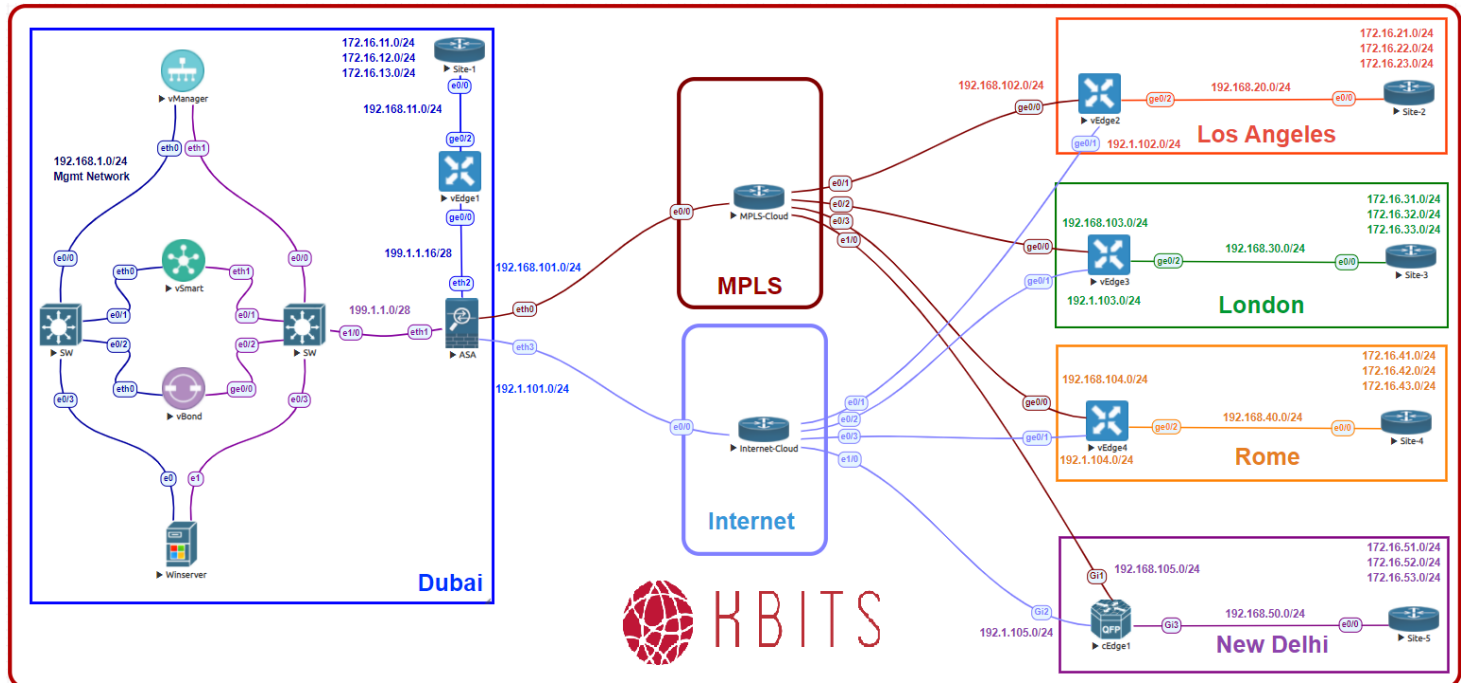 vManager
eth0
eth1
192.168.1.0/24
Mgmt Network
e0/0
e0/0
eth0
eth1
vSmart
e0/1
e0/1
SW
SW
e0/2
e0/2
eth0
ge0/0
vBond
e0/3
e0/3
e0
e1
Winserver
172.16.11.0/24
172.16.12.0/24
172.16.13.0/24
Site-1
e0/0
192.168.11.0/24
ge0/2
vEdge1
ge0/0
199.1.1.16/28
eth2
199.1.1.0/28
e1/0
eth1
ASA
eth0
eth3
192.168.101.0/24
192.1.101.0/24
Dubai
e0/0
MPLS-Cloud
e0/1
e0/2
e0/3
e1/0
MPLS
e0/0
Internet-Cloud
e0/1
e0/2
e0/3
e1/0
Internet
192.168.102.0/24
ge0/0
vEdge2
ge0/1
192.1.102.0/24
ge0/2
192.168.20.0/24
e0/0
172.16.21.0/24
172.16.22.0/24
172.16.23.0/24
Site-2
Los Angeles
192.168.103.0/24
ge0/0
vEdge3
ge0/1
192.1.103.0/24
ge0/2
192.168.30.0/24
e0/0
172.16.31.0/24
172.16.32.0/24
172.16.33.0/24
Site-3
London
192.168.104.0/24
ge0/0
vEdge4
ge0/1
192.1.104.0/24
ge0/2
192.168.40.0/24
e0/0
172.16.41.0/24
172.16.42.0/24
172.16.43.0/24
Site-4
Rome
Gi1
192.168.105.0/24
Gi2
192.1.105.0/24
QFP
cEdge1
Gi3
192.168.50.0/24
e0/0
172.16.51.0/24
172.16.52.0/24
172.16.53.0/24
Site-5
New Delhi
KBITS